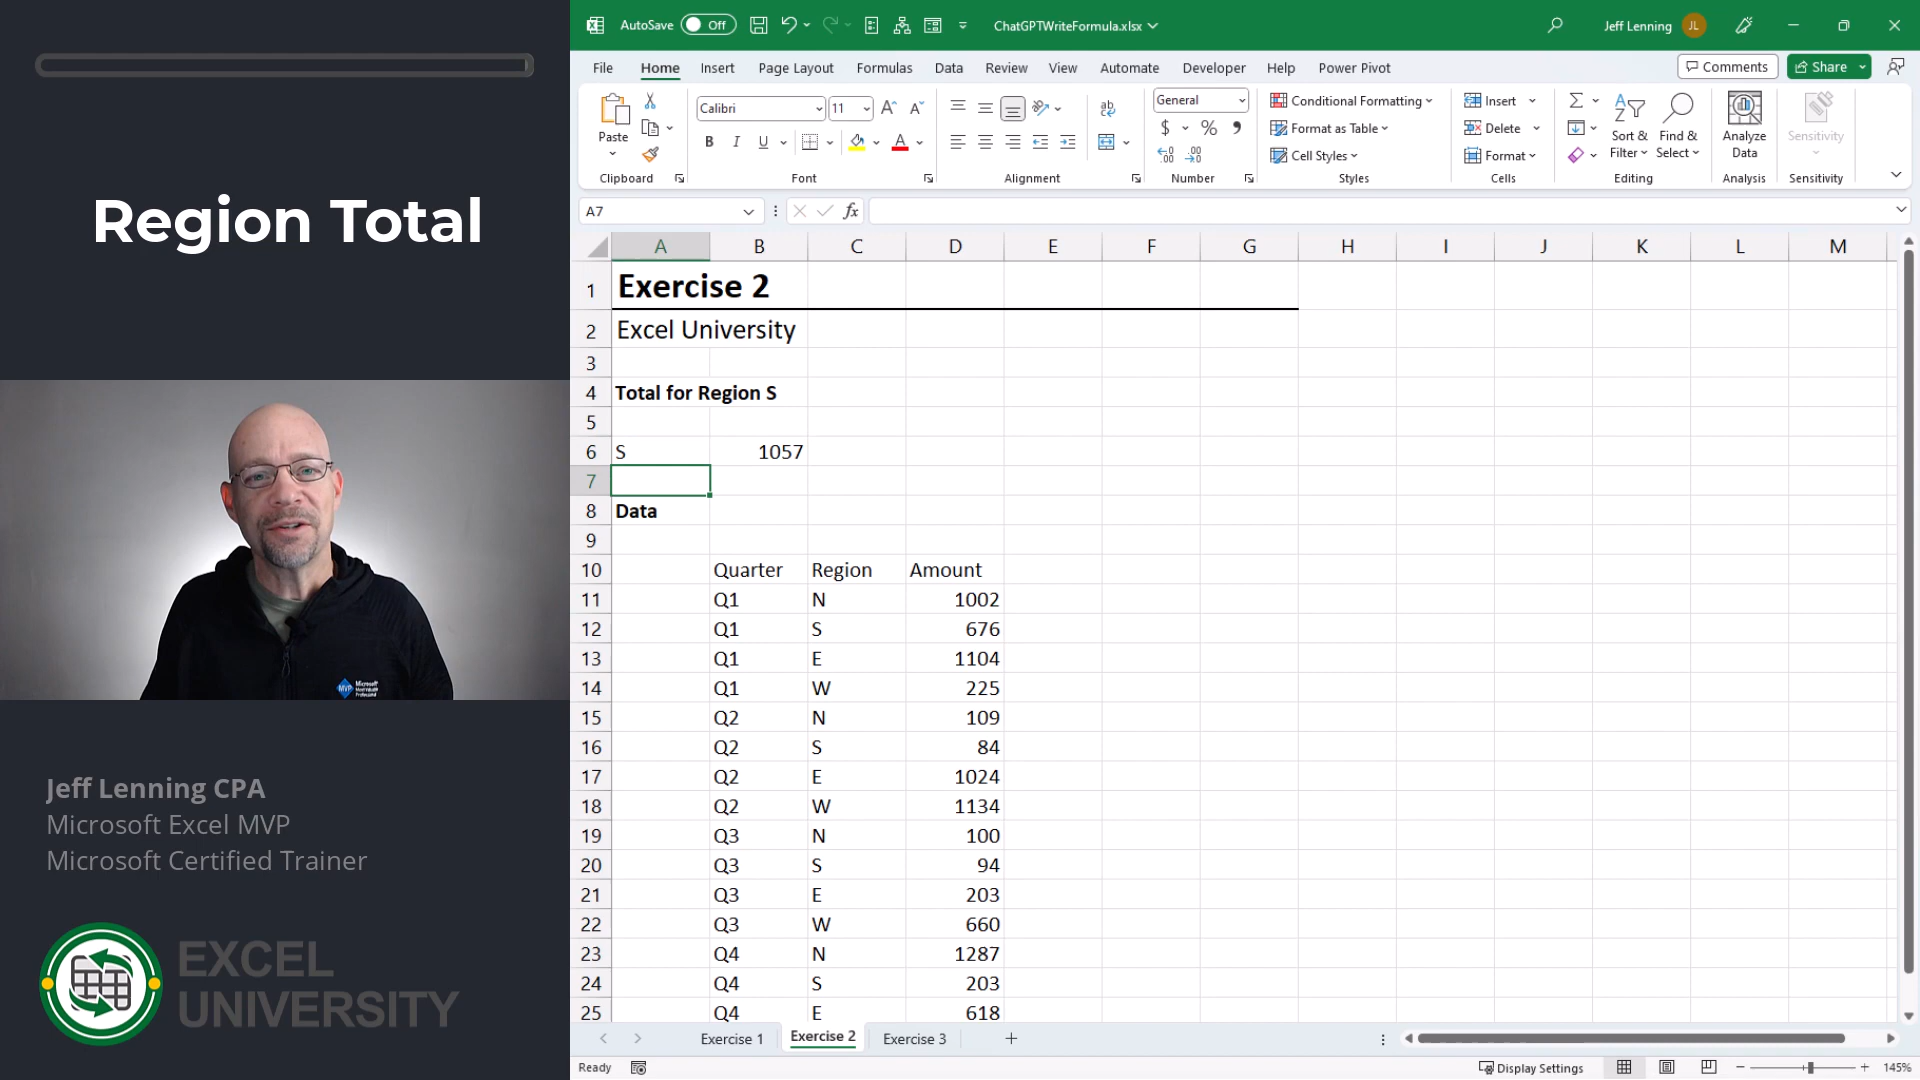 Region Total
Jeff Lenning CPA
Microsoft Excel MVP
Microsoft Certified Trainer
EXCEL
UNIVERSITY
MVP Microsoft
AutoSave Off
ChatGPTWriteFormula.xlsx
Jeff Lenning JL
File Home Insert Page Layout Formulas Data Review View Automate Developer Help Power Pivot
Comments Share
Paste
Clipboard
Calibri 11
B I U A
Font
ab
Alignment
General
$ % 9
Number
Conditional Formatting
Format as Table
Cell Styles
Styles
Insert
Delete
Format
Cells
Sort &
Filter
Find &
Select
Editing
Analyze
Data
Analysis
Sensitivity
Sensitivity
A7 fx
A B C D E F G H I J K L M
1 Exercise 2
2 Excel University
3
4 Total for Region S
5
6 S 1057
7
8 Data
9
10 Quarter Region Amount
11 Q1 N 1002
12 Q1 S 676
13 Q1 E 1104
14 Q1 W 225
15 Q2 N 109
16 Q2 S 84
17 Q2 E 1024
18 Q2 W 1134
19 Q3 N 100
20 Q3 S 94
21 Q3 E 203
22 Q3 W 660
23 Q4 N 1287
24 Q4 S 203
25 Q4 E 618
Exercise 1 Exercise 2 Exercise 3
Ready
Display Settings
145%